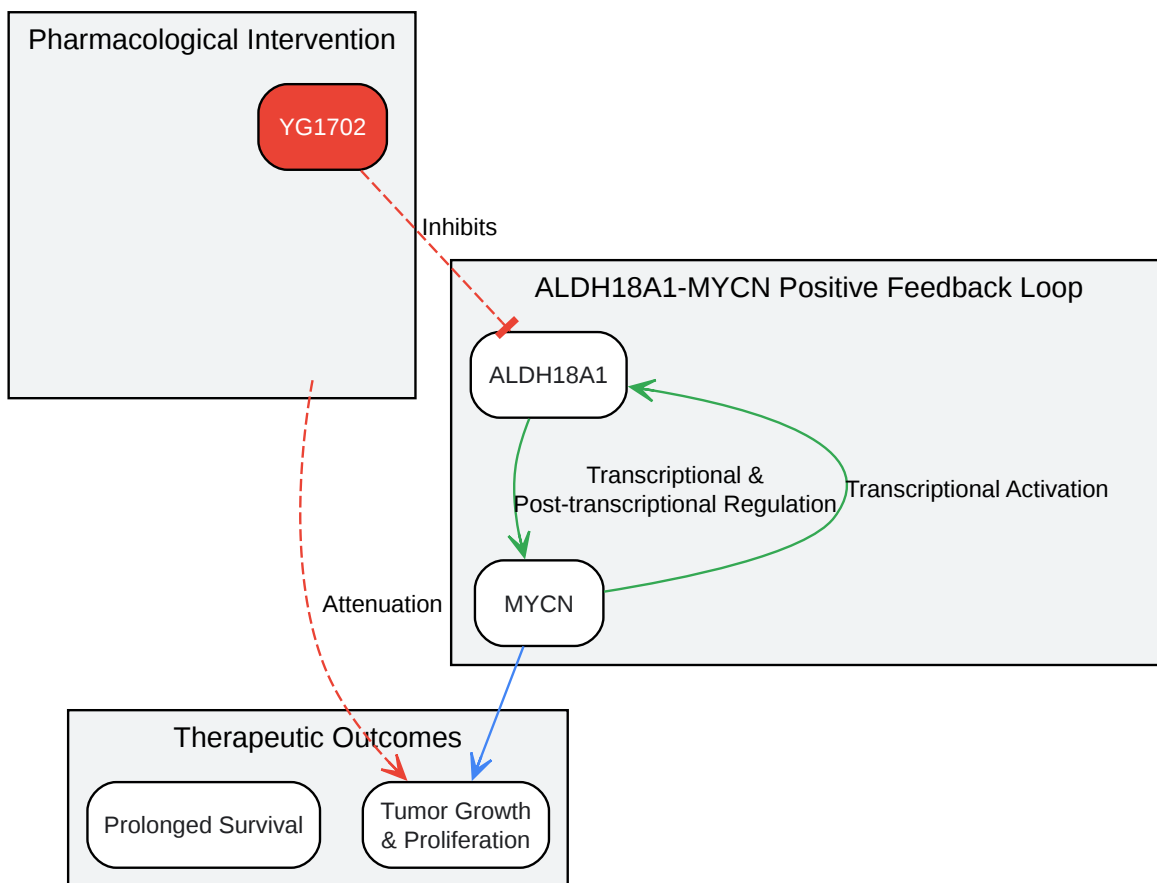 Pharmacological Intervention
YG1702
Inhibits
ALDH18A1-MYCN Positive Feedback Loop
ALDH18A1
Transcriptional &
Post-transcriptional Regulation
Transcriptional Activation
MYCN
Attenuation
Therapeutic Outcomes
Prolonged Survival
Tumor Growth
& Proliferation